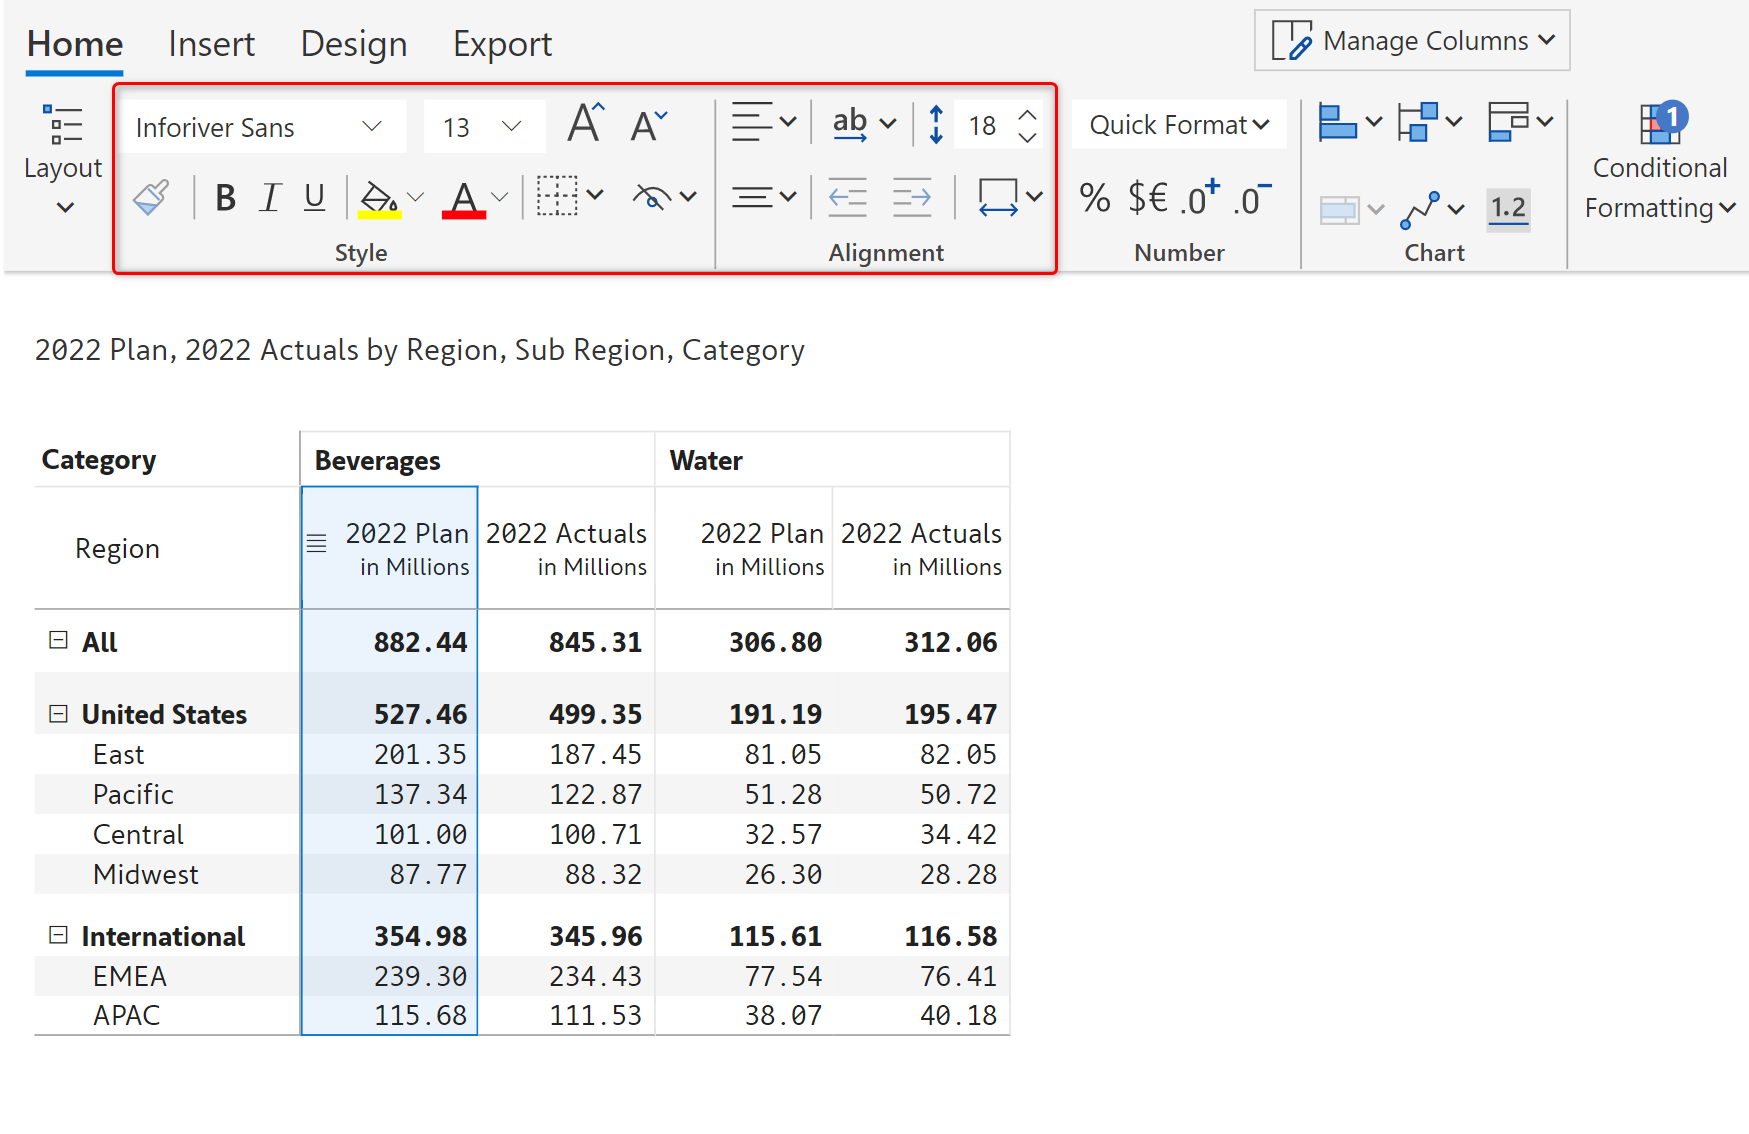 Home Insert Design Export Manage Columns
Layout
Inforiver Sans 13 A A ab 18 Quick Format 1
B I U A % $€ .0+ .0- 1.2
Conditional
Formatting
Style Alignment Number Chart
2022 Plan, 2022 Actuals by Region, Sub Region, Category
Category Beverages Water
Region 2022 Plan 2022 Actuals 2022 Plan 2022 Actuals
in Millions in Millions in Millions in Millions
All 882.44 845.31 306.80 312.06
United States 527.46 499.35 191.19 195.47
East 201.35 187.45 81.05 82.05
Pacific 137.34 122.87 51.28 50.72
Central 101.00 100.71 32.57 34.42
Midwest 87.77 88.32 26.30 28.28
International 354.98 345.96 115.61 116.58
EMEA 239.30 234.43 77.54 76.41
APAC 115.68 111.53 38.07 40.18